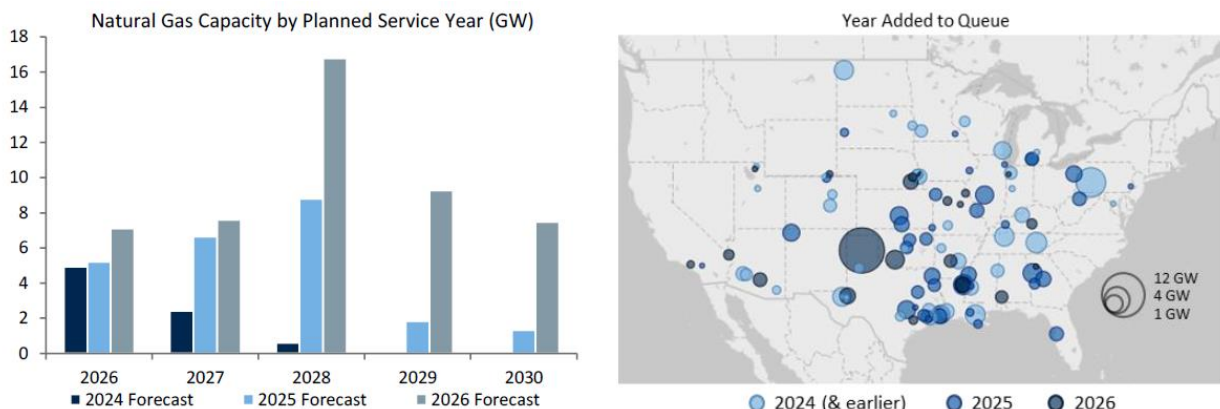 Natural Gas Capacity by Planned Service Year (GW)
18
16
14
12
10
8
6
4
2
0
2026 2027 2028 2029 2030
2024 Forecast 2025 Forecast 2026 Forecast
Year Added to Queue
12 GW
4 GW
1 GW
2024 (& earlier) 2025 2026